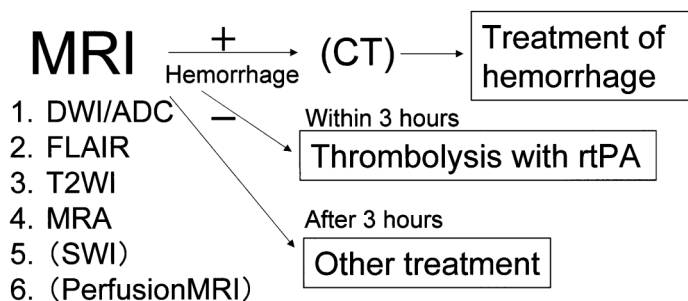 MRI
+
Hemorrhage
−
(CT)
Treatment of
hemorrhage
1. DWI/ADC
2. FLAIR
3. T2WI
4. MRA
5.（SWI）
6.（PerfusionMRI）
Within 3 hours
Thrombolysis with rtPA
After 3 hours
Other treatment